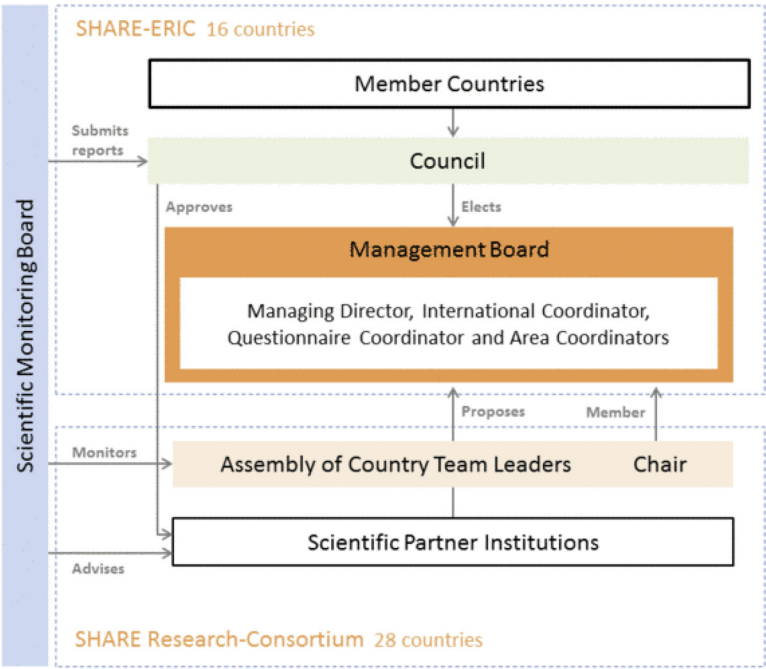 SHARE-ERIC 16 countries
Member Countries
Submits
reports
Council
Approves
Elects
Management Board
Managing Director, International Coordinator,
Questionnaire Coordinator and Area Coordinators
Scientific Monitoring Board
Proposes
Member
Monitors
Assembly of Country Team Leaders
Chair
Scientific Partner Institutions
Advises
SHARE Research-Consortium 28 countries